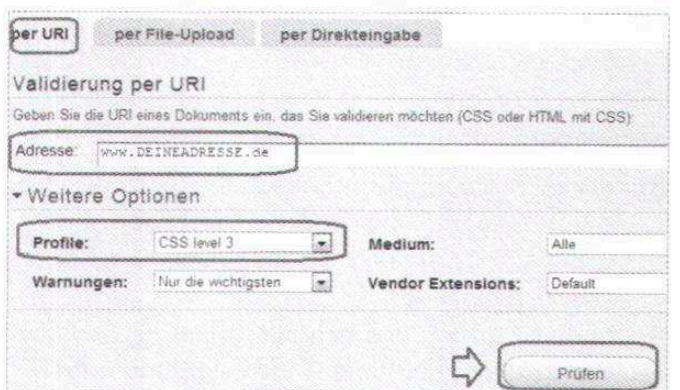 per URI per File-Upload per Direkteingabe
Validierung per URI
Geben Sie die URI eines Dokuments ein, das Sie validieren möchten (CSS oder HTML mit CSS):
Adresse: www.DEINEADRESSE.de
Weitere Optionen
Profile: CSS level 3 Medium: Alle
Warnungen: Nur die wichtigsten Vendor Extensions: Default
Prüfen